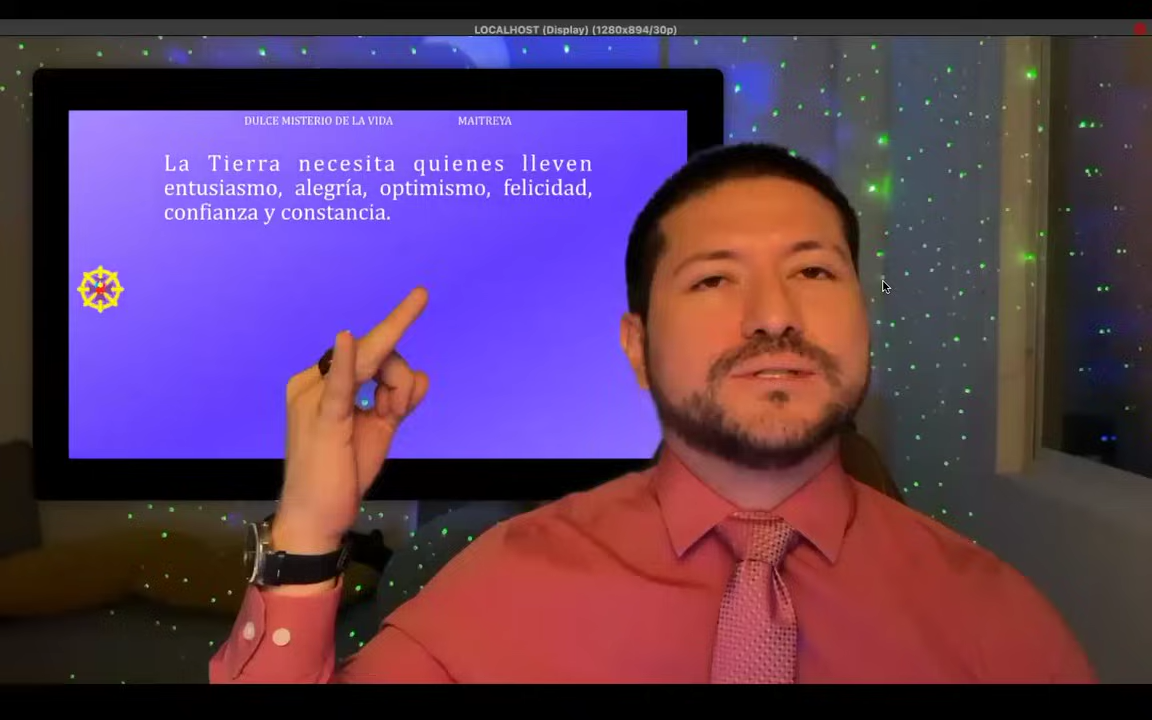 LOCALHOST (Display) (1280x894/30p)
DULCE MISTERIO DE LA VIDA MAITREYA
La Tierra necesita quienes lleven
entusiasmo, alegría, optimismo, felicidad,
confianza y constancia.